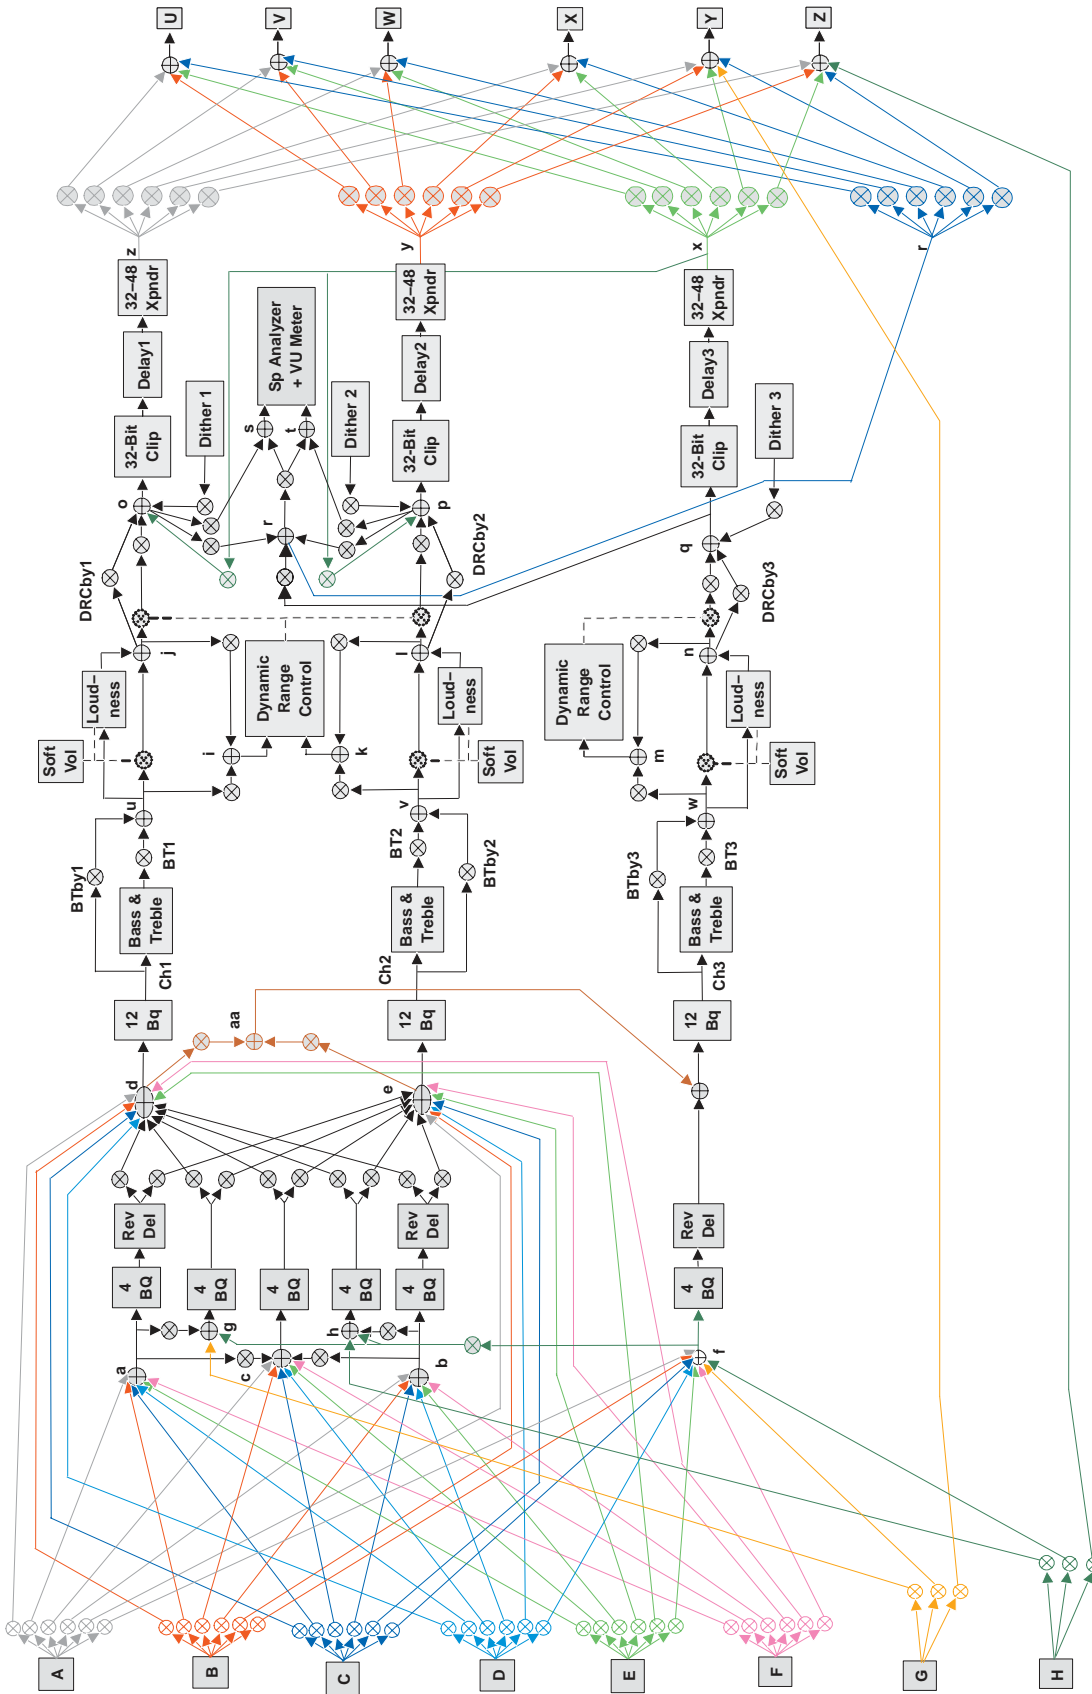 A
B
C
D
E
F
G
H
a
b
c
f
g
h
4
BQ
4
BQ
4
BQ
4
BQ
4
BQ
4
BQ
Rev
Del
Rev
Del
Rev
Del
d
e
aa
12
Bq
12
Bq
12
Bq
Ch1
Ch2
Ch3
Bass &
Treble
Bass &
Treble
Bass &
Treble
BTby1
BT1
BT2
BTby2
BTby3
BT3
u
v
w
Soft
Vol
Soft
Vol
Soft
Vol
i
k
m
Loud–
ness
Loud–
ness
Loud–
ness
Dynamic
Range
Control
Dynamic
Range
Control
j
l
n
DRCby1
DRCby2
DRCby3
o
r
p
q
Dither 1
Dither 2
Dither 3
s
t
32-Bit
Clip
32-Bit
Clip
32-Bit
Clip
Sp Analyzer
+ VU Meter
Delay1
Delay2
Delay3
32–48
Xpndr
32–48
Xpndr
32–48
Xpndr
z
y
x
r
U
V
W
X
Y
Z